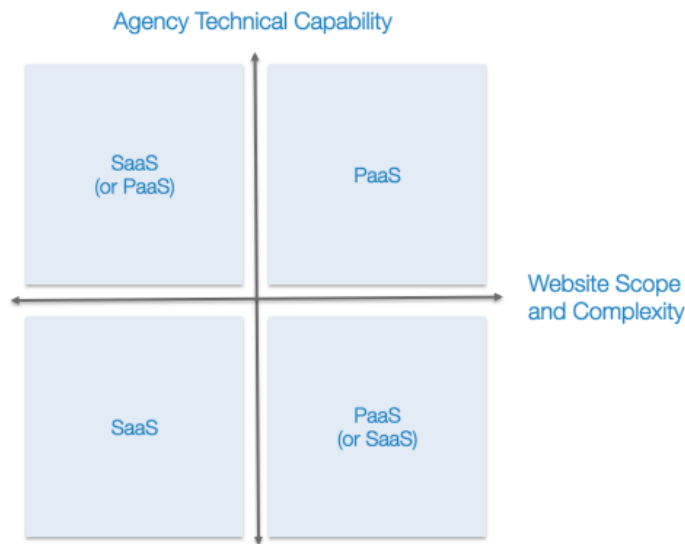 Agency Technical Capability
SaaS
(or PaaS)
PaaS
Website Scope
and Complexity
SaaS
PaaS
(or SaaS)